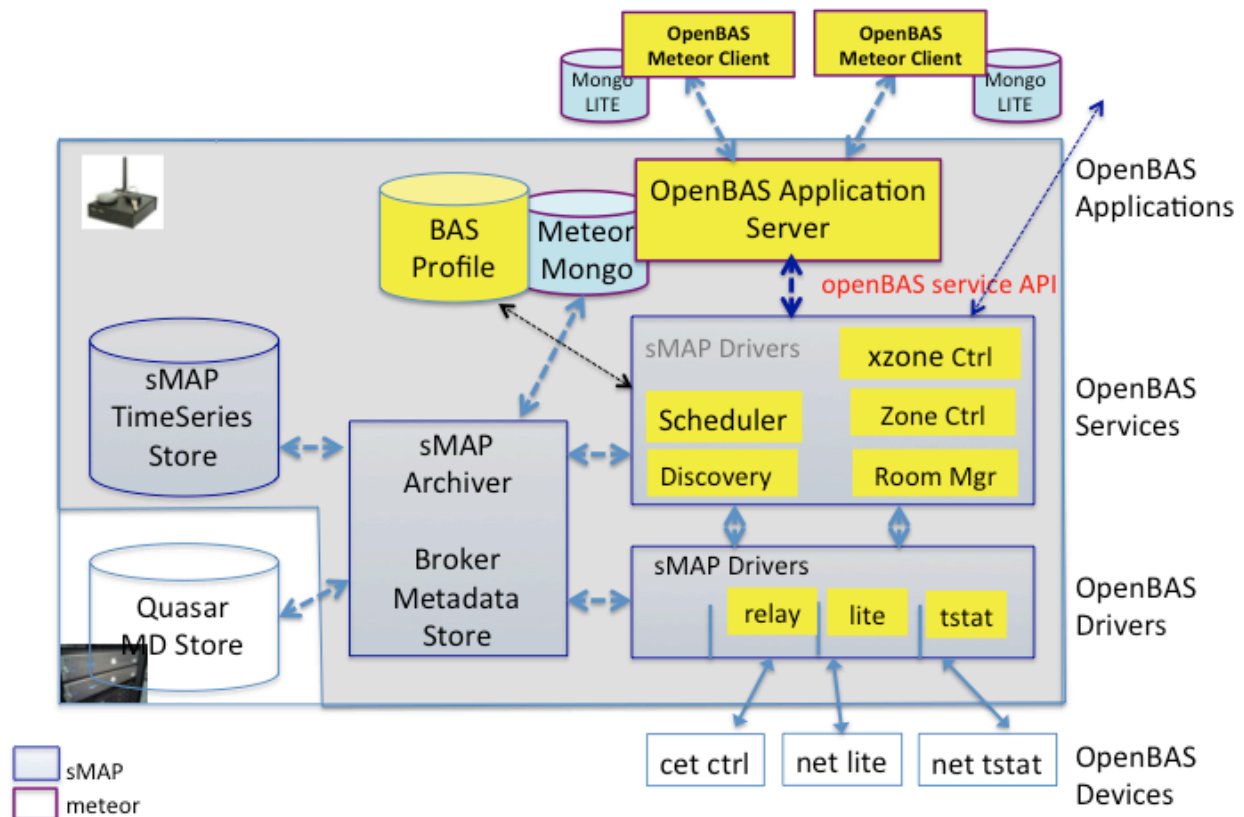 OpenBAS
Meteor Client
OpenBAS
Meteor Client
Mongo
LITE
Mongo
LITE
OpenBAS Application
Server
BAS
Profile
Meteor
Mongo
OpenBAS
Applications
openBAS service API
sMAP Drivers
xzone Ctrl
Scheduler
Zone Ctrl
Discovery
Room Mgr
OpenBAS
Services
sMAP
TimeSeries
Store
sMAP
Archiver
Broker
Metadata
Store
Quasar
MD Store
sMAP Drivers
relay
lite
tstat
OpenBAS
Drivers
cet ctrl
net lite
net tstat
OpenBAS
Devices
sMAP
meteor